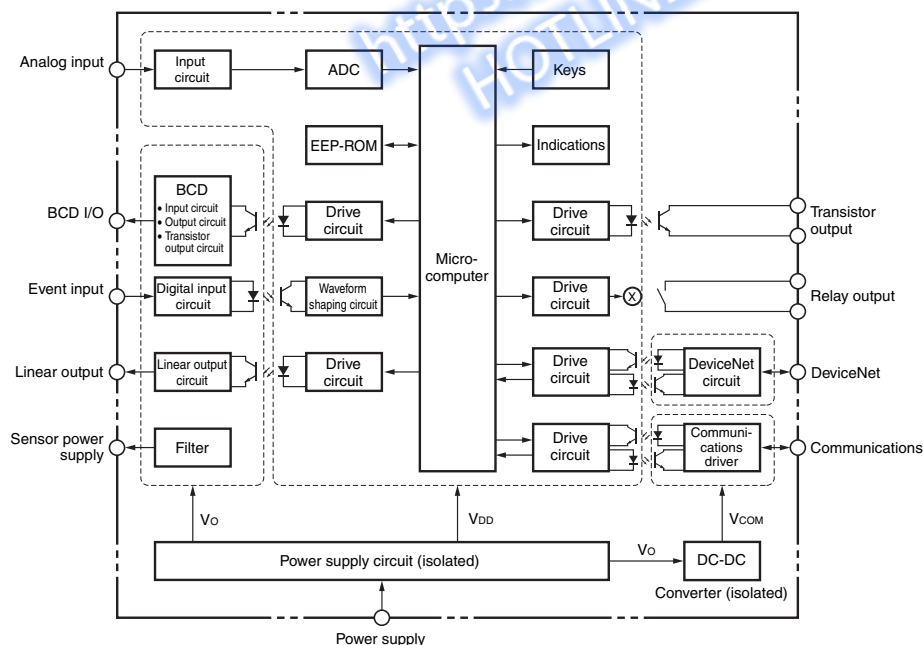 https:
HOTLIN
Analog input
Input
circuit
ADC
Keys
EEP-ROM
Indications
BCD I/O
BCD
• Input circuit
• Output circuit
• Transistor
output circuit
Drive
circuit
Micro-
computer
Drive
circuit
Transistor
output
Event input
Digital input
circuit
Waveform
shaping circuit
Drive
circuit
X
Relay output
Linear output
Linear output
circuit
Drive
circuit
Drive
circuit
DeviceNet
circuit
DeviceNet
Sensor power
supply
Filter
Drive
circuit
Communi-
cations
driver
Communications
VO
VDD
VCOM
Power supply circuit (isolated)
VO
DC-DC
Converter (isolated)
Power supply